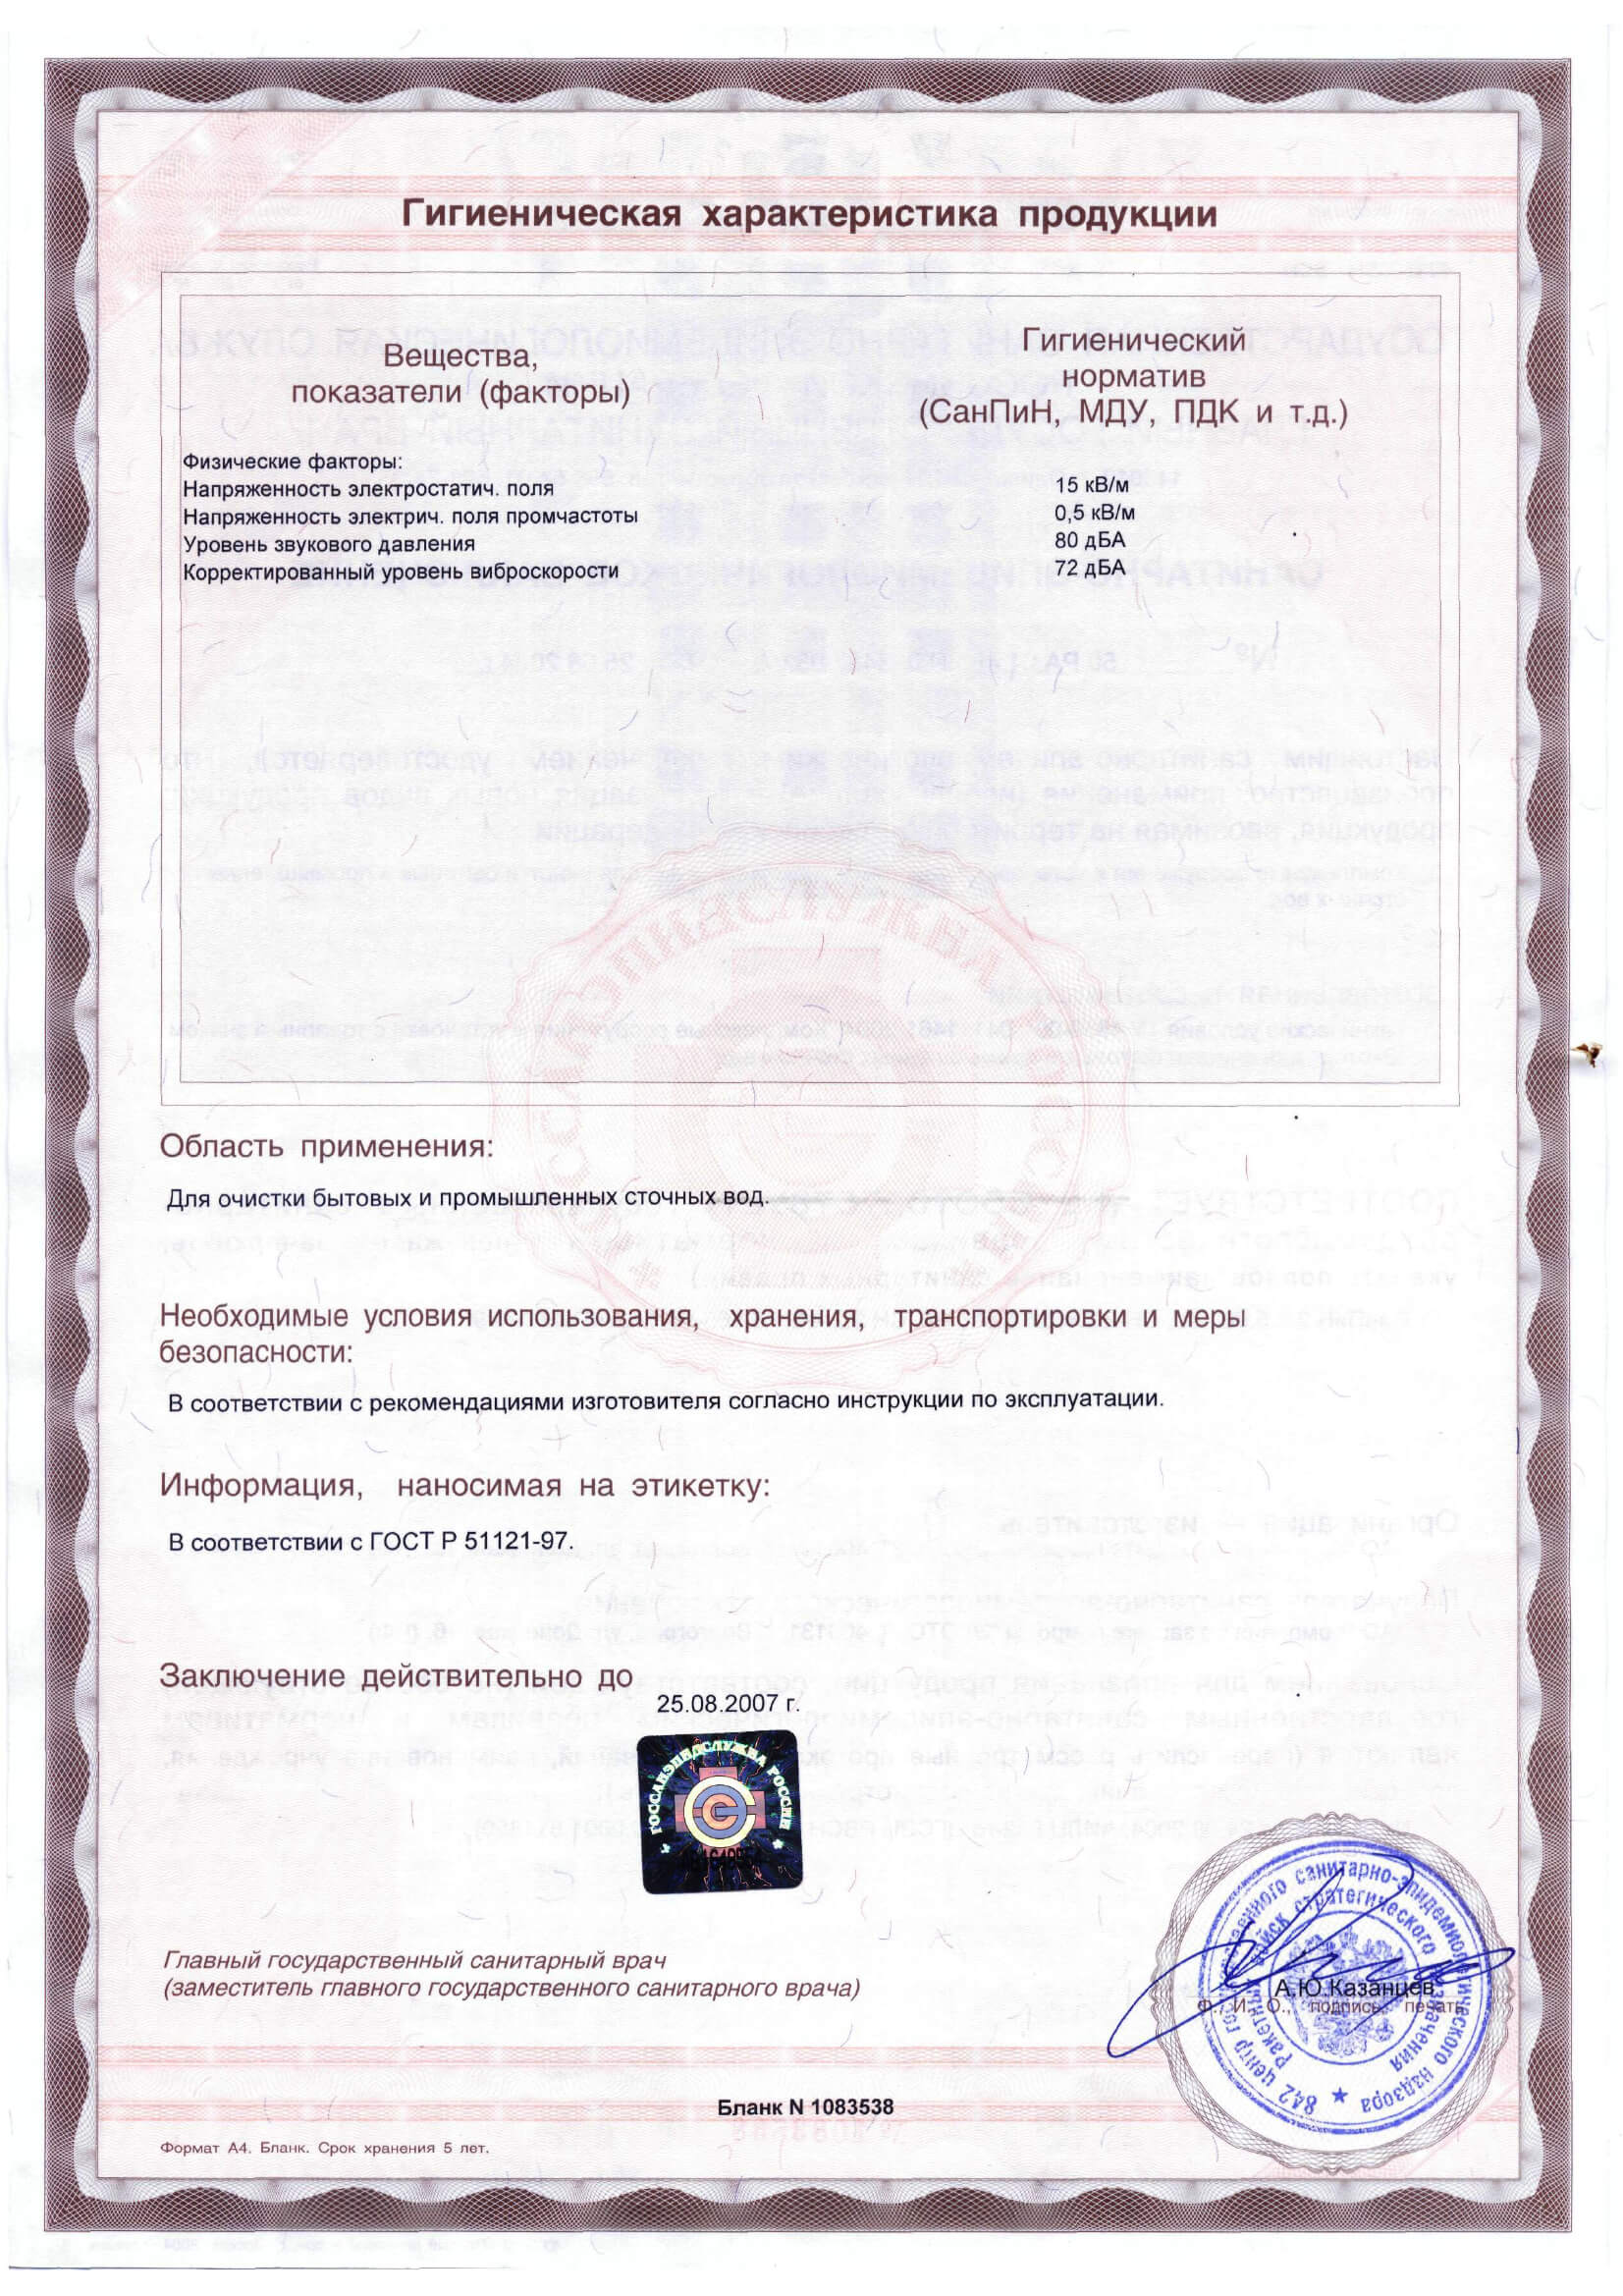 Гигиеническая характеристика продукции
Вещества,
показатели (факторы)
Гигиенический
норматив
(СанПиН, МДУ, ПДК и т.д.)
Физические факторы:
Напряженность электростатич. поля 15 кВ/м
Напряженность электрич. поля промчастоты 0,5 кВ/м
Уровень звукового давления 80 дБА
Корректированный уровень виброскорости 72 дБА
Область применения:
Для очистки бытовых и промышленных сточных вод.
Необходимые условия использования, хранения, транспортировки и меры
безопасности:
В соответствии с рекомендациями изготовителя согласно инструкции по эксплуатации.
Информация, наносимая на этикетку:
В соответствии с ГОСТ Р 51121-97.
Заключение действительно до
25.08.2007 г.
ГОССАНЭПИДСЛУЖБА РОССИИ
Главный государственный санитарный врач
(заместитель главного государственного санитарного врача)
А.Ю.Казанцев
Ф., И., О., подпись, печать
842 центр государственного санитарно-эпидемиологического надзора
Ракетных войск стратегического назначения
Бланк N 1083538
Формат А4. Бланк. Срок хранения 5 лет.